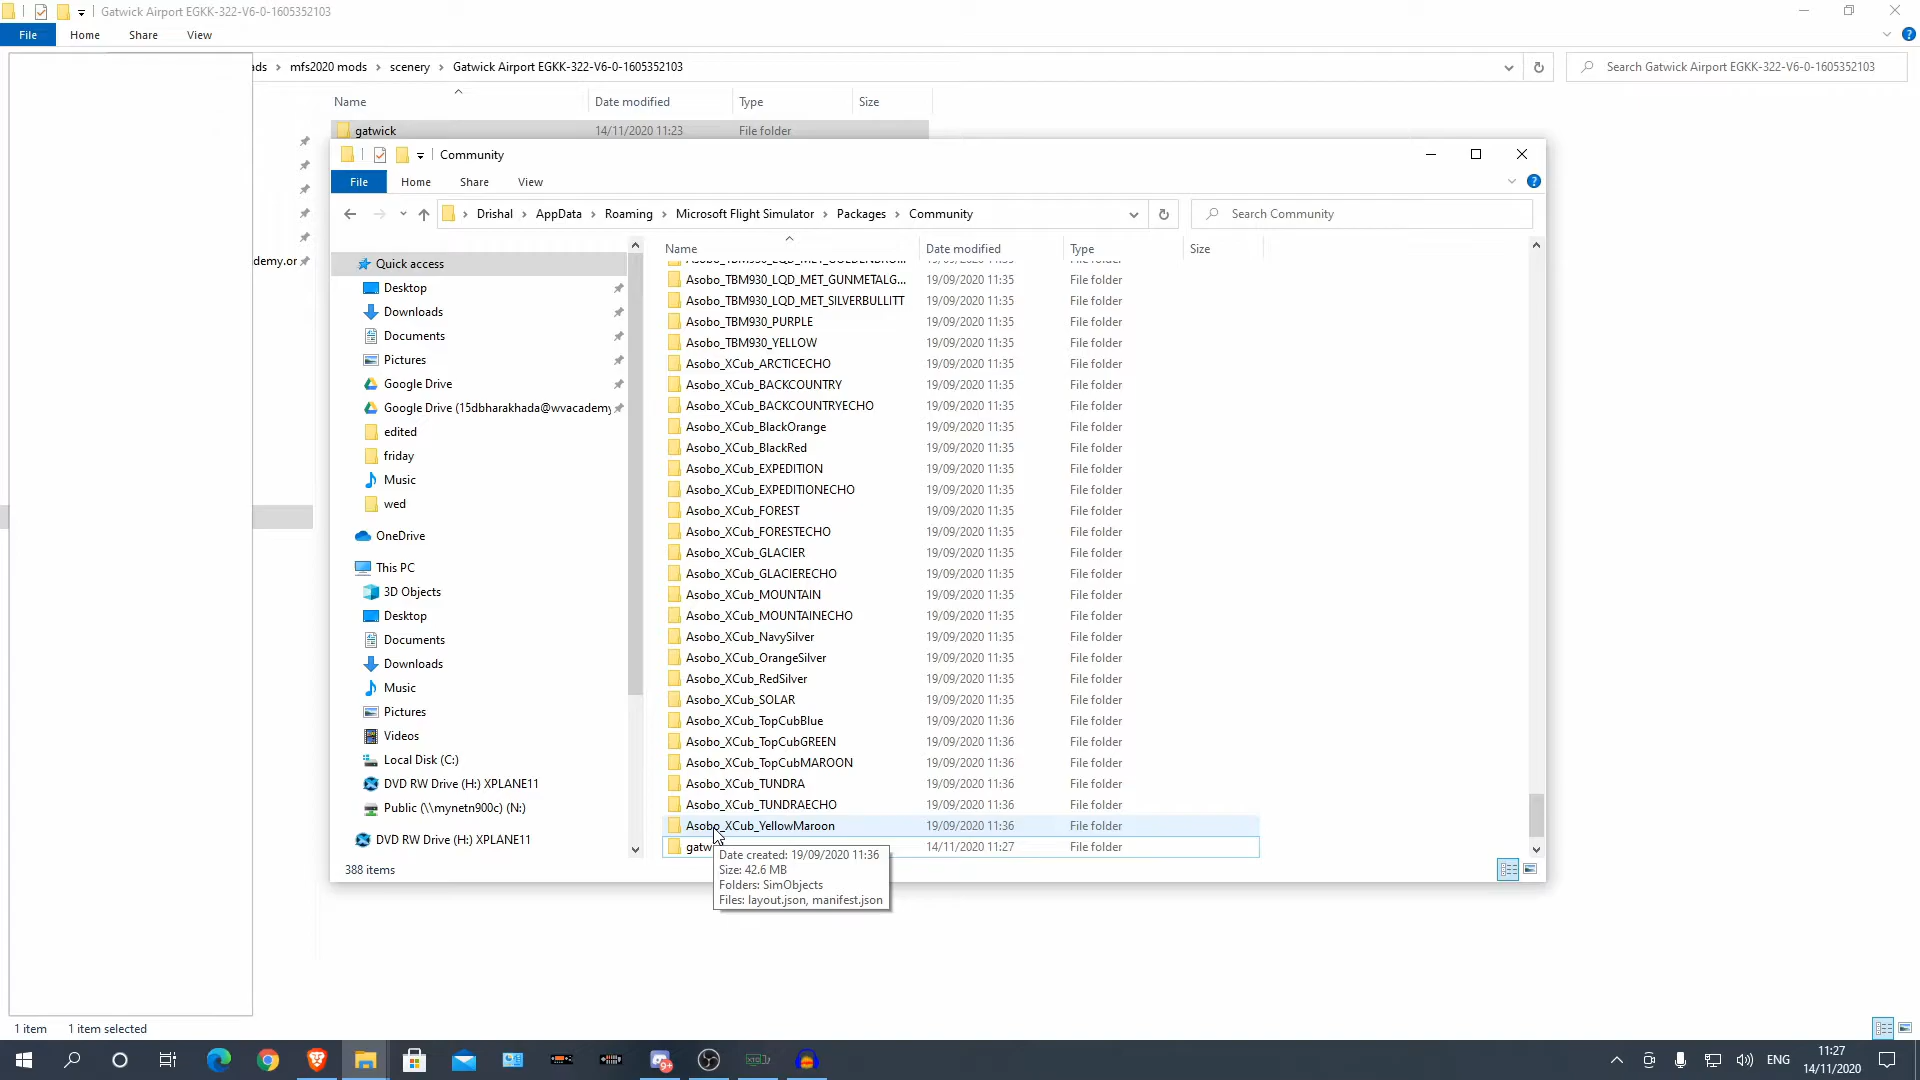 Gatwick Airport EGKK-322-V6-0-1605352103
File Home Share View
ads › mfs2020 mods › scenery › Gatwick Airport EGKK-322-V6-0-1605352103
Search Gatwick Airport EGKK-322-V6-0-1605352103
Name Date modified Type Size
gatwick 14/11/2020 11:23 File folder
Community
File Home Share View
Drishal › AppData › Roaming › Microsoft Flight Simulator › Packages › Community
Search Community
demy.or
Quick access
Desktop
Downloads
Documents
Pictures
Google Drive
Google Drive (15dbharakhada@wvacademy
edited
friday
Music
wed
OneDrive
This PC
3D Objects
Desktop
Documents
Downloads
Music
Pictures
Videos
Local Disk (C:)
DVD RW Drive (H:) XPLANE11
Public (\\mynetn900c) (N:)
DVD RW Drive (H:) XPLANE11
Name Date modified Type Size
Asobo_TBM930_LQD_MET_GUNMETALG... 19/09/2020 11:35 File folder
Asobo_TBM930_LQD_MET_SILVERBULLITT 19/09/2020 11:35 File folder
Asobo_TBM930_PURPLE 19/09/2020 11:35 File folder
Asobo_TBM930_YELLOW 19/09/2020 11:35 File folder
Asobo_XCub_ARCTICECHO 19/09/2020 11:35 File folder
Asobo_XCub_BACKCOUNTRY 19/09/2020 11:35 File folder
Asobo_XCub_BACKCOUNTRYECHO 19/09/2020 11:35 File folder
Asobo_XCub_BlackOrange 19/09/2020 11:35 File folder
Asobo_XCub_BlackRed 19/09/2020 11:35 File folder
Asobo_XCub_EXPEDITION 19/09/2020 11:35 File folder
Asobo_XCub_EXPEDITIONECHO 19/09/2020 11:35 File folder
Asobo_XCub_FOREST 19/09/2020 11:35 File folder
Asobo_XCub_FORESTECHO 19/09/2020 11:35 File folder
Asobo_XCub_GLACIER 19/09/2020 11:35 File folder
Asobo_XCub_GLACIERECHO 19/09/2020 11:35 File folder
Asobo_XCub_MOUNTAIN 19/09/2020 11:35 File folder
Asobo_XCub_MOUNTAINECHO 19/09/2020 11:35 File folder
Asobo_XCub_NavySilver 19/09/2020 11:35 File folder
Asobo_XCub_OrangeSilver 19/09/2020 11:35 File folder
Asobo_XCub_RedSilver 19/09/2020 11:35 File folder
Asobo_XCub_SOLAR 19/09/2020 11:35 File folder
Asobo_XCub_TopCubBlue 19/09/2020 11:36 File folder
Asobo_XCub_TopCubGREEN 19/09/2020 11:36 File folder
Asobo_XCub_TopCubMAROON 19/09/2020 11:36 File folder
Asobo_XCub_TUNDRA 19/09/2020 11:36 File folder
Asobo_XCub_TUNDRAECHO 19/09/2020 11:36 File folder
Asobo_XCub_YellowMaroon 19/09/2020 11:36 File folder
gatw 14/11/2020 11:27 File folder
Date created: 19/09/2020 11:36
Size: 42.6 MB
Folders: SimObjects
Files: layout.json, manifest.json
388 items
1 item 1 item selected
9+
ENG
11:27
14/11/2020